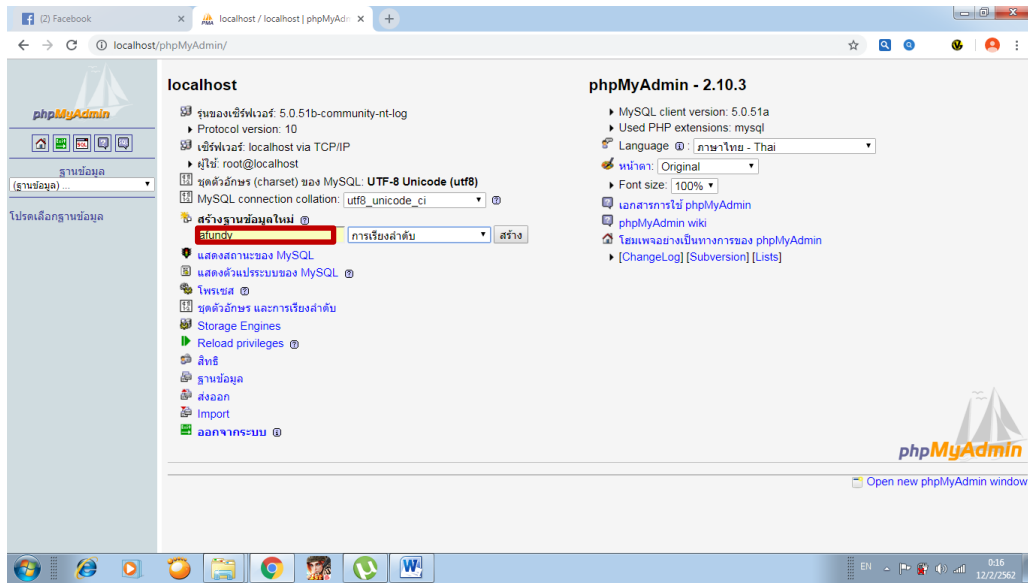 (2) Facebook
localhost / localhost | phpMyAdn
localhost/phpMyAdmin/
phpMyAdmin
ฐานข้อมูล
(ฐานข้อมูล) ...
โปรดเลือกฐานข้อมูล
localhost
รุ่นของเซิร์ฟเวอร์: 5.0.51b-community-nt-log
Protocol version: 10
เซิร์ฟเวอร์: localhost via TCP/IP
ผู้ใช้: root@localhost
ชุดตัวอักษร (charset) ของ MySQL: UTF-8 Unicode (utf8)
MySQL connection collation: utf8_unicode_ci
สร้างฐานข้อมูลใหม่
afundy การเรียงลำดับ สร้าง
แสดงสถานะของ MySQL
แสดงตัวแปรระบบของ MySQL
โพรเซส
ชุดตัวอักษร และการเรียงลำดับ
Storage Engines
Reload privileges
สิทธิ
ฐานข้อมูล
ส่งออก
Import
ออกจากระบบ
phpMyAdmin - 2.10.3
MySQL client version: 5.0.51a
Used PHP extensions: mysql
Language : ภาษาไทย - Thai
หน้าตา: Original
Font size: 100%
เอกสารการใช้ phpMyAdmin
phpMyAdmin wiki
โฮมเพจอย่างเป็นทางการของ phpMyAdmin
[ChangeLog] [Subversion] [Lists]
phpMyAdmin
Open new phpMyAdmin window
EN
0:16
12/2/2562